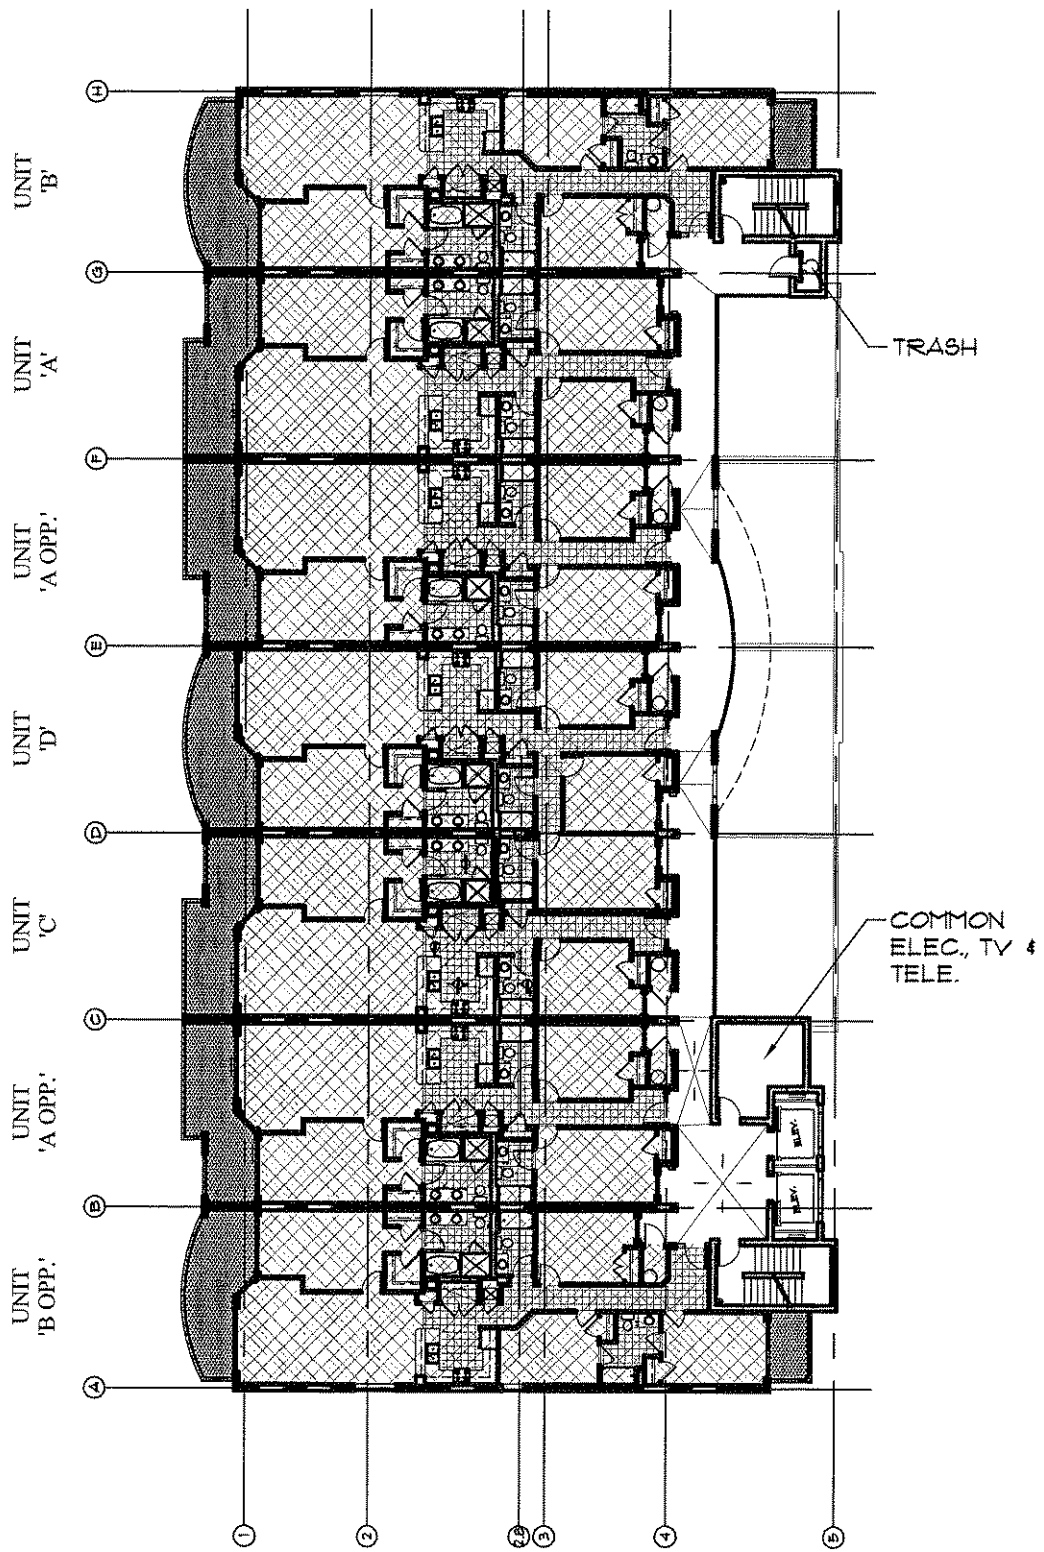 H
UNIT
'B'
G
TRASH
UNIT
'A'
F
UNIT
'A OPP.'
E
UNIT
'D'
D
UNIT
'C'
COMMON
ELEC., TV &
TELE.
C
UNIT
'A OPP.'
ELEV.
B
ELEV.
UNIT
'B OPP.'
A
1
2
2.8
3
4
5